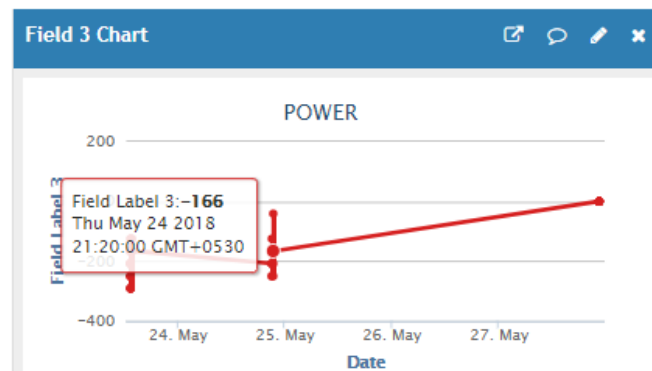 Field 3 Chart
POWER
200
Field Label 3
Field Label 3:-166
Thu May 24 2018
21:20:00 GMT+0530
-200
-400
24. May 25. May 26. May 27. May
Date